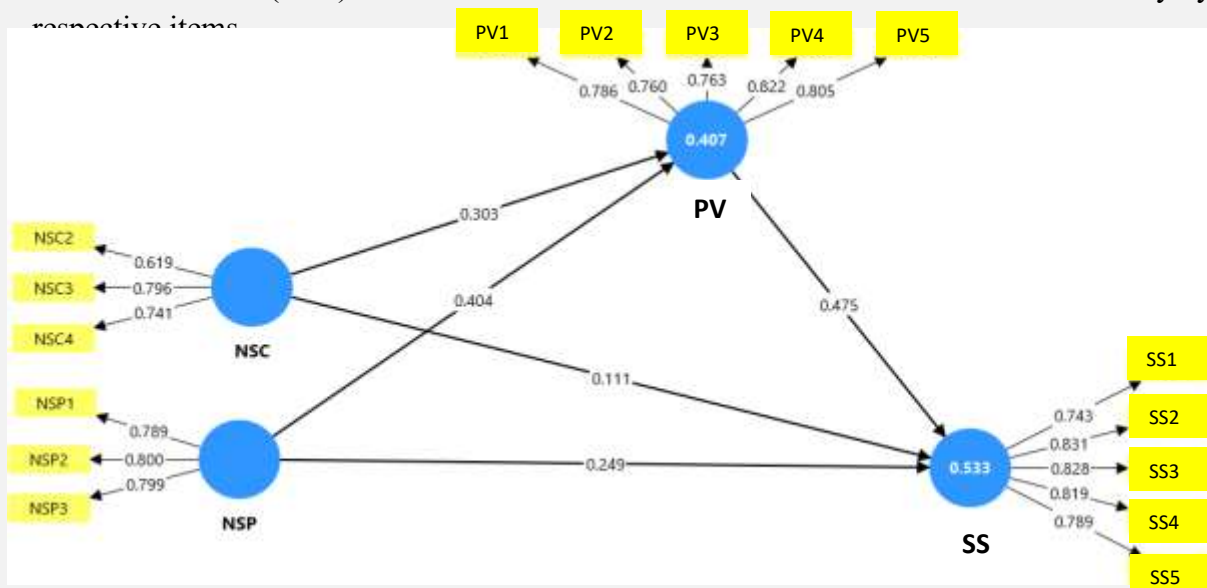 respective items
PV1 PV2 PV3 PV4 PV5
0.786 0.760 0.763 0.822 0.805
0.407
PV
0.303
NSC2
0.619
NSC3
0.796
0.741
NSC4
NSC
0.404
0.475
0.111
SS1
0.743
SS2
0.831
NSP1
0.789
NSP2
0.800
0.799
NSP3
NSP
0.249
0.533
0.828
SS3
0.819
SS4
0.789
SS5
SS